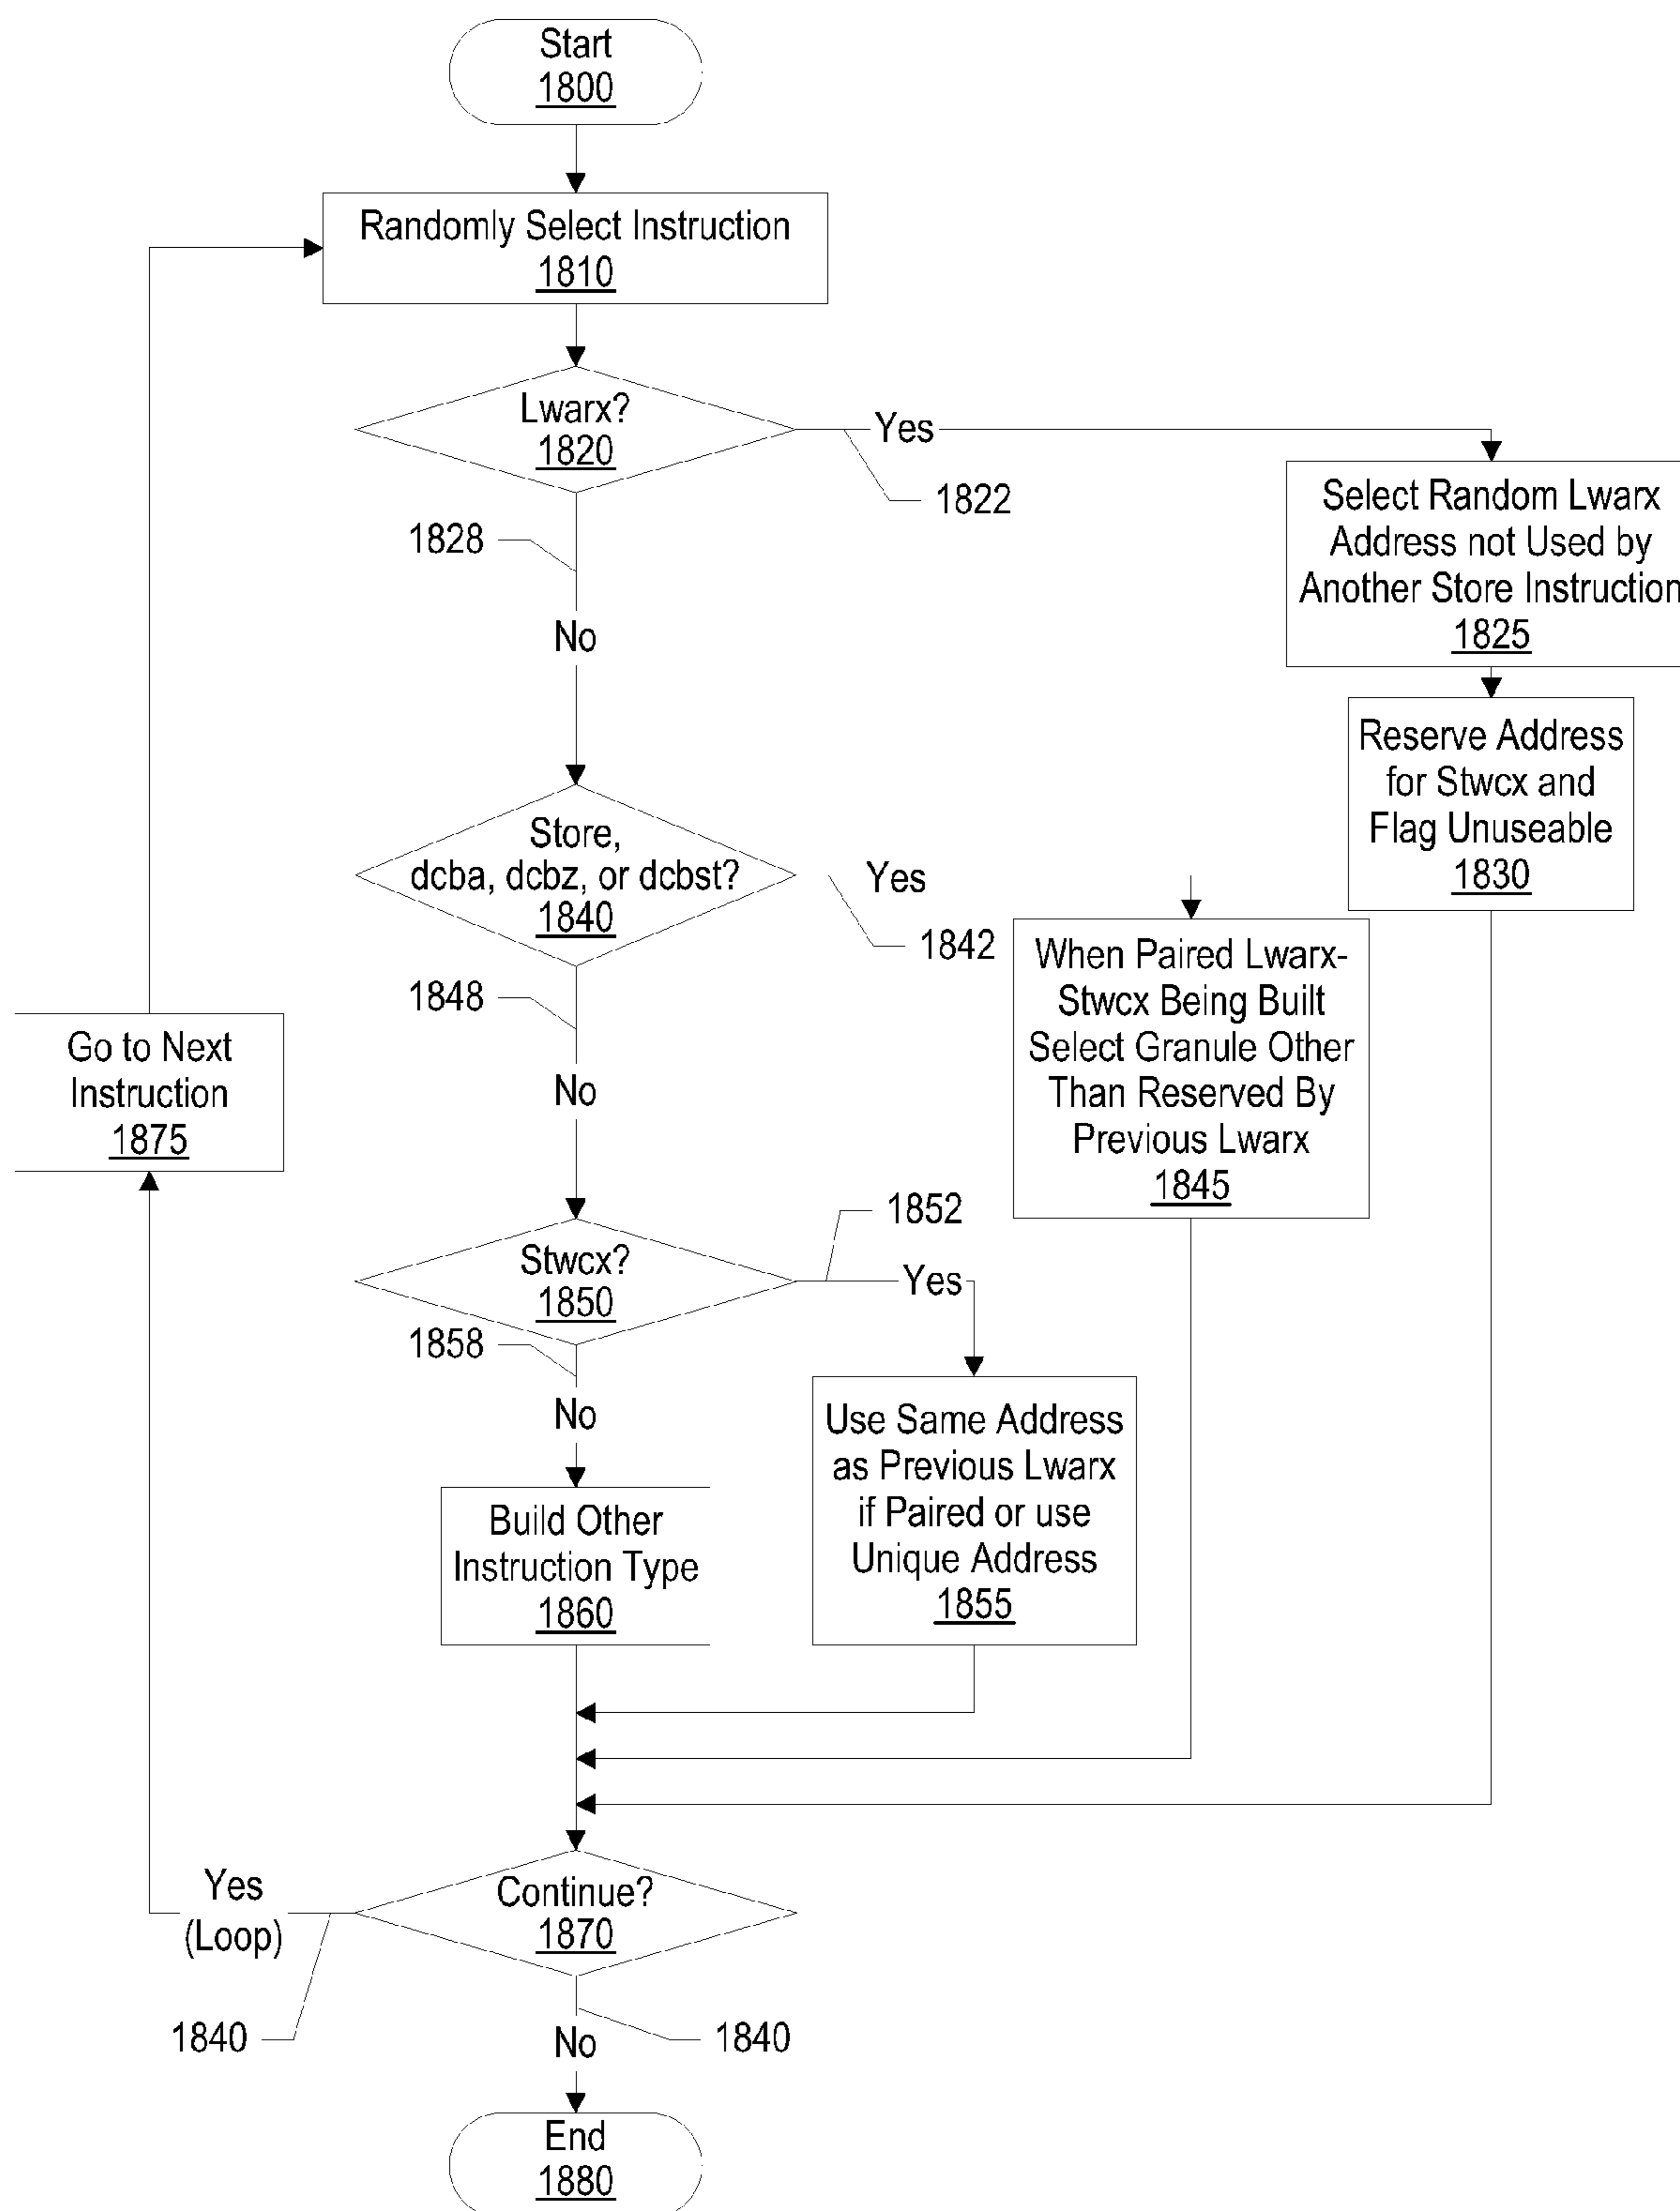 Start
1800
Randomly Select Instruction
1810
Lwarx?
1820
Yes
1822
1828
No
Select Random Lwarx
Address not Used by
Another Store Instruction
1825
Reserve Address
for Stwcx and
Flag Unuseable
1830
Store,
dcba, dcbz, or dcbst?
1840
Yes
1842
1848
No
When Paired Lwarx-
Stwcx Being Built
Select Granule Other
Than Reserved By
Previous Lwarx
1845
Go to Next
Instruction
1875
Stwcx?
1850
1852
Yes
1858
No
Use Same Address
as Previous Lwarx
if Paired or use
Unique Address
1855
Build Other
Instruction Type
1860
Continue?
1870
Yes
(Loop)
1840
No
1840
End
1880